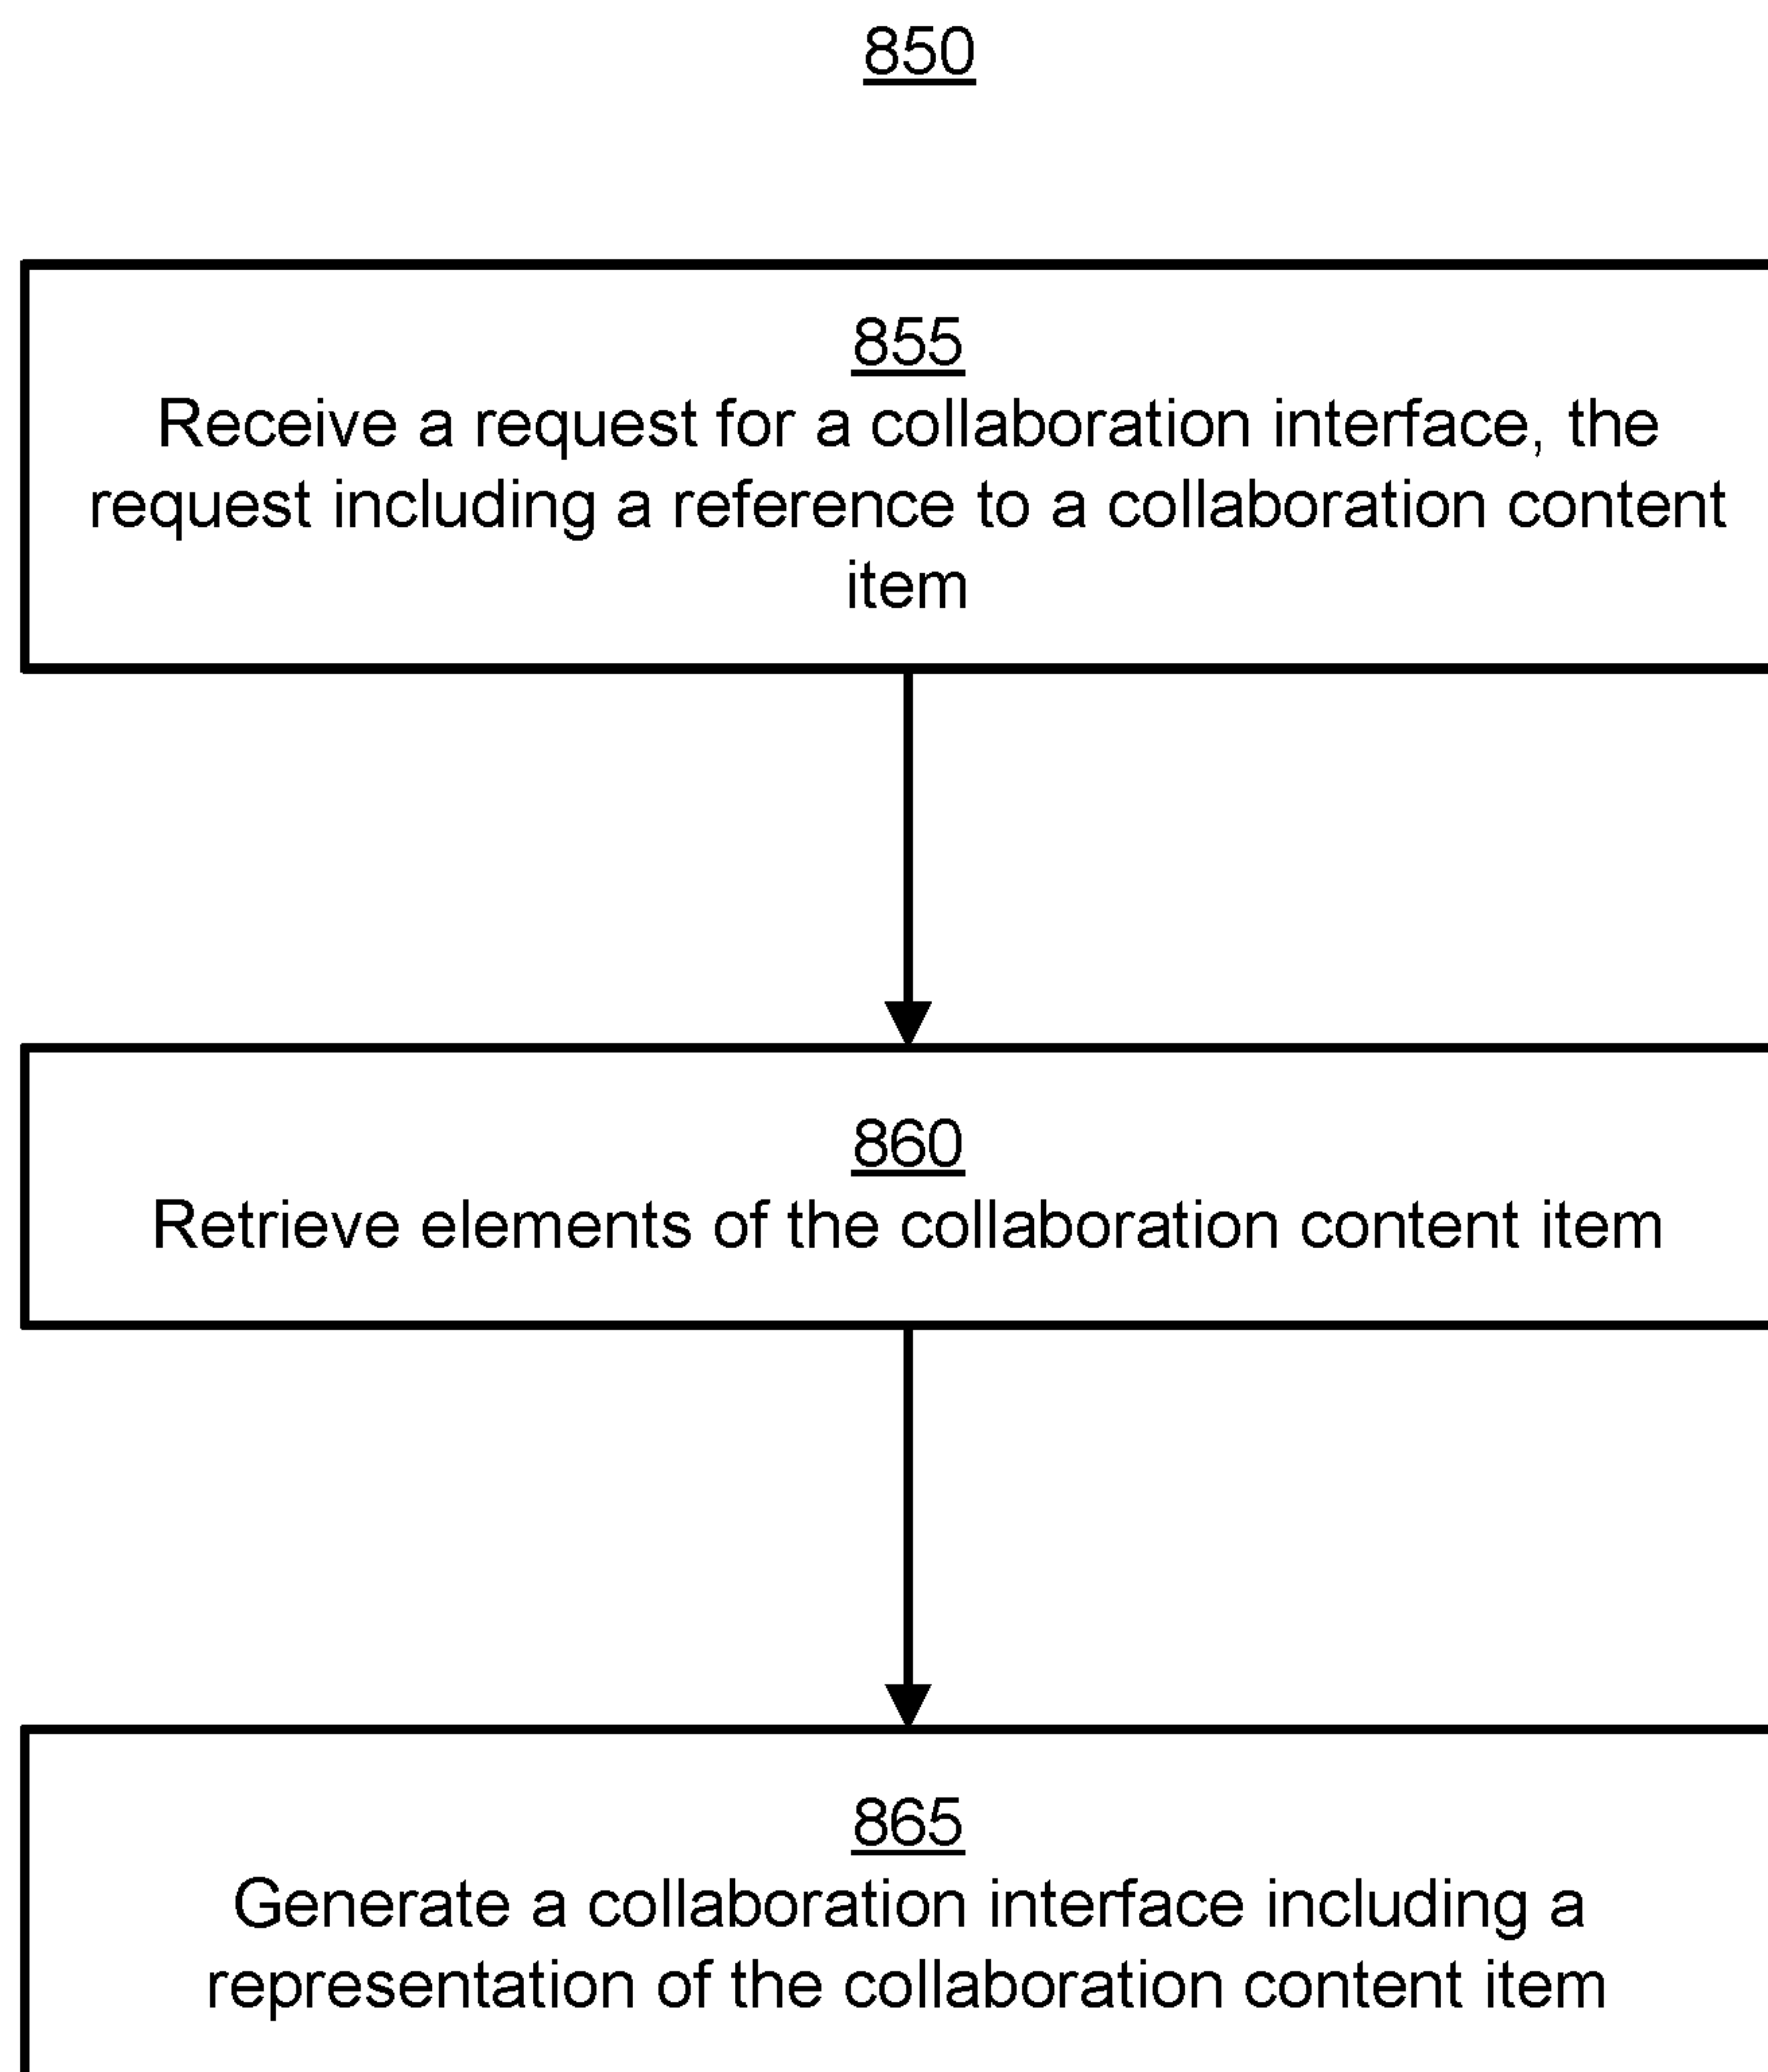 850
855
Receive a request for a collaboration interface, the
request including a reference to a collaboration content
item
860
Retrieve elements of the collaboration content item
865
Generate a collaboration interface including a
representation of the collaboration content item